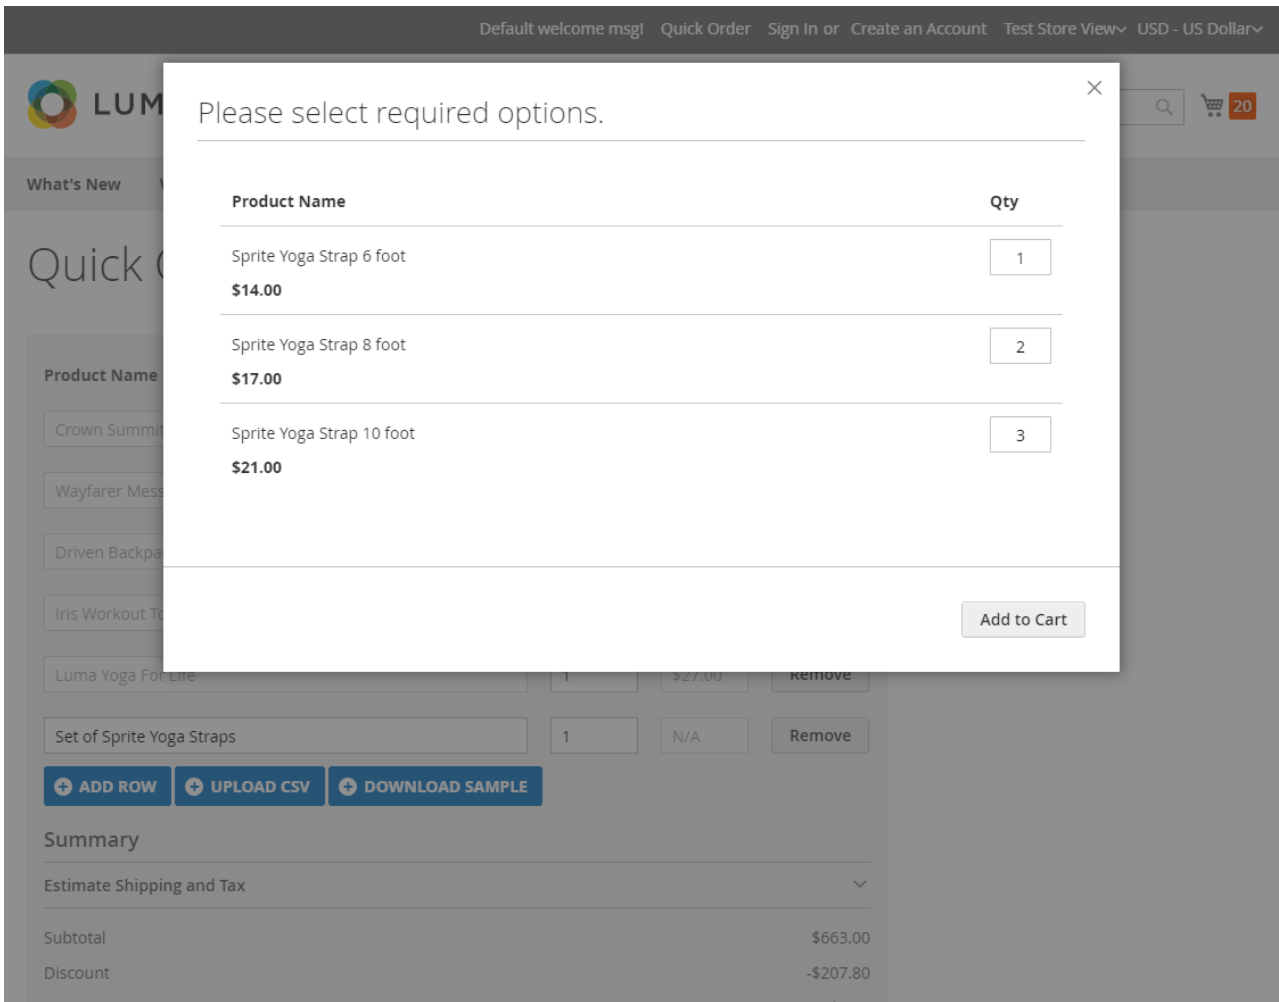 Default welcome msg! Quick Order Sign In or Create an Account Test Store View USD - US Dollar
LUM
20
Please select required options.
What's New
Product Name Qty
Sprite Yoga Strap 6 foot 1
$14.00
Quick
Sprite Yoga Strap 8 foot 2
$17.00
Product Name
Sprite Yoga Strap 10 foot 3
$21.00
Crown Summit
Wayfarer Mess
Driven Backpa
Iris Workout To
Add to Cart
Luma Yoga For Life 1 $27.00 Remove
Set of Sprite Yoga Straps 1 N/A Remove
ADD ROW UPLOAD CSV DOWNLOAD SAMPLE
Summary
Estimate Shipping and Tax
Subtotal $663.00
Discount -$207.80